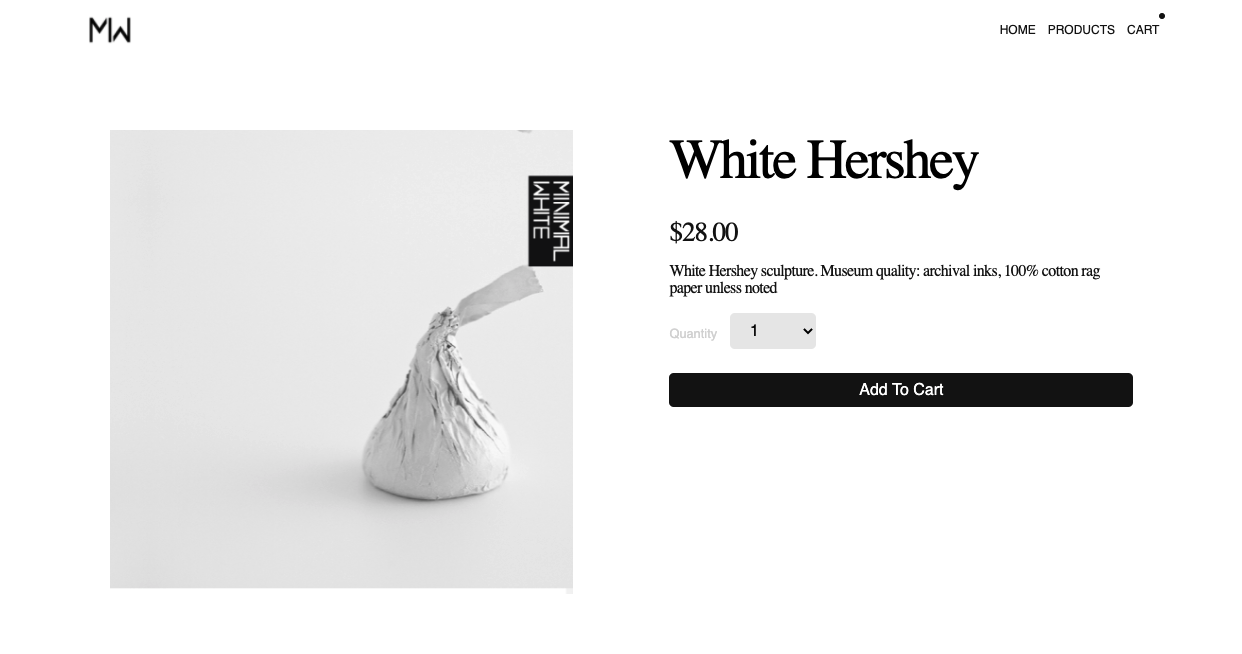 MW
HOME PRODUCTS CART
MINIMAL
WHITE
White Hershey
$28.00
White Hershey sculpture. Museum quality: archival inks, 100% cotton rag
paper unless noted
Quantity 1
Add To Cart